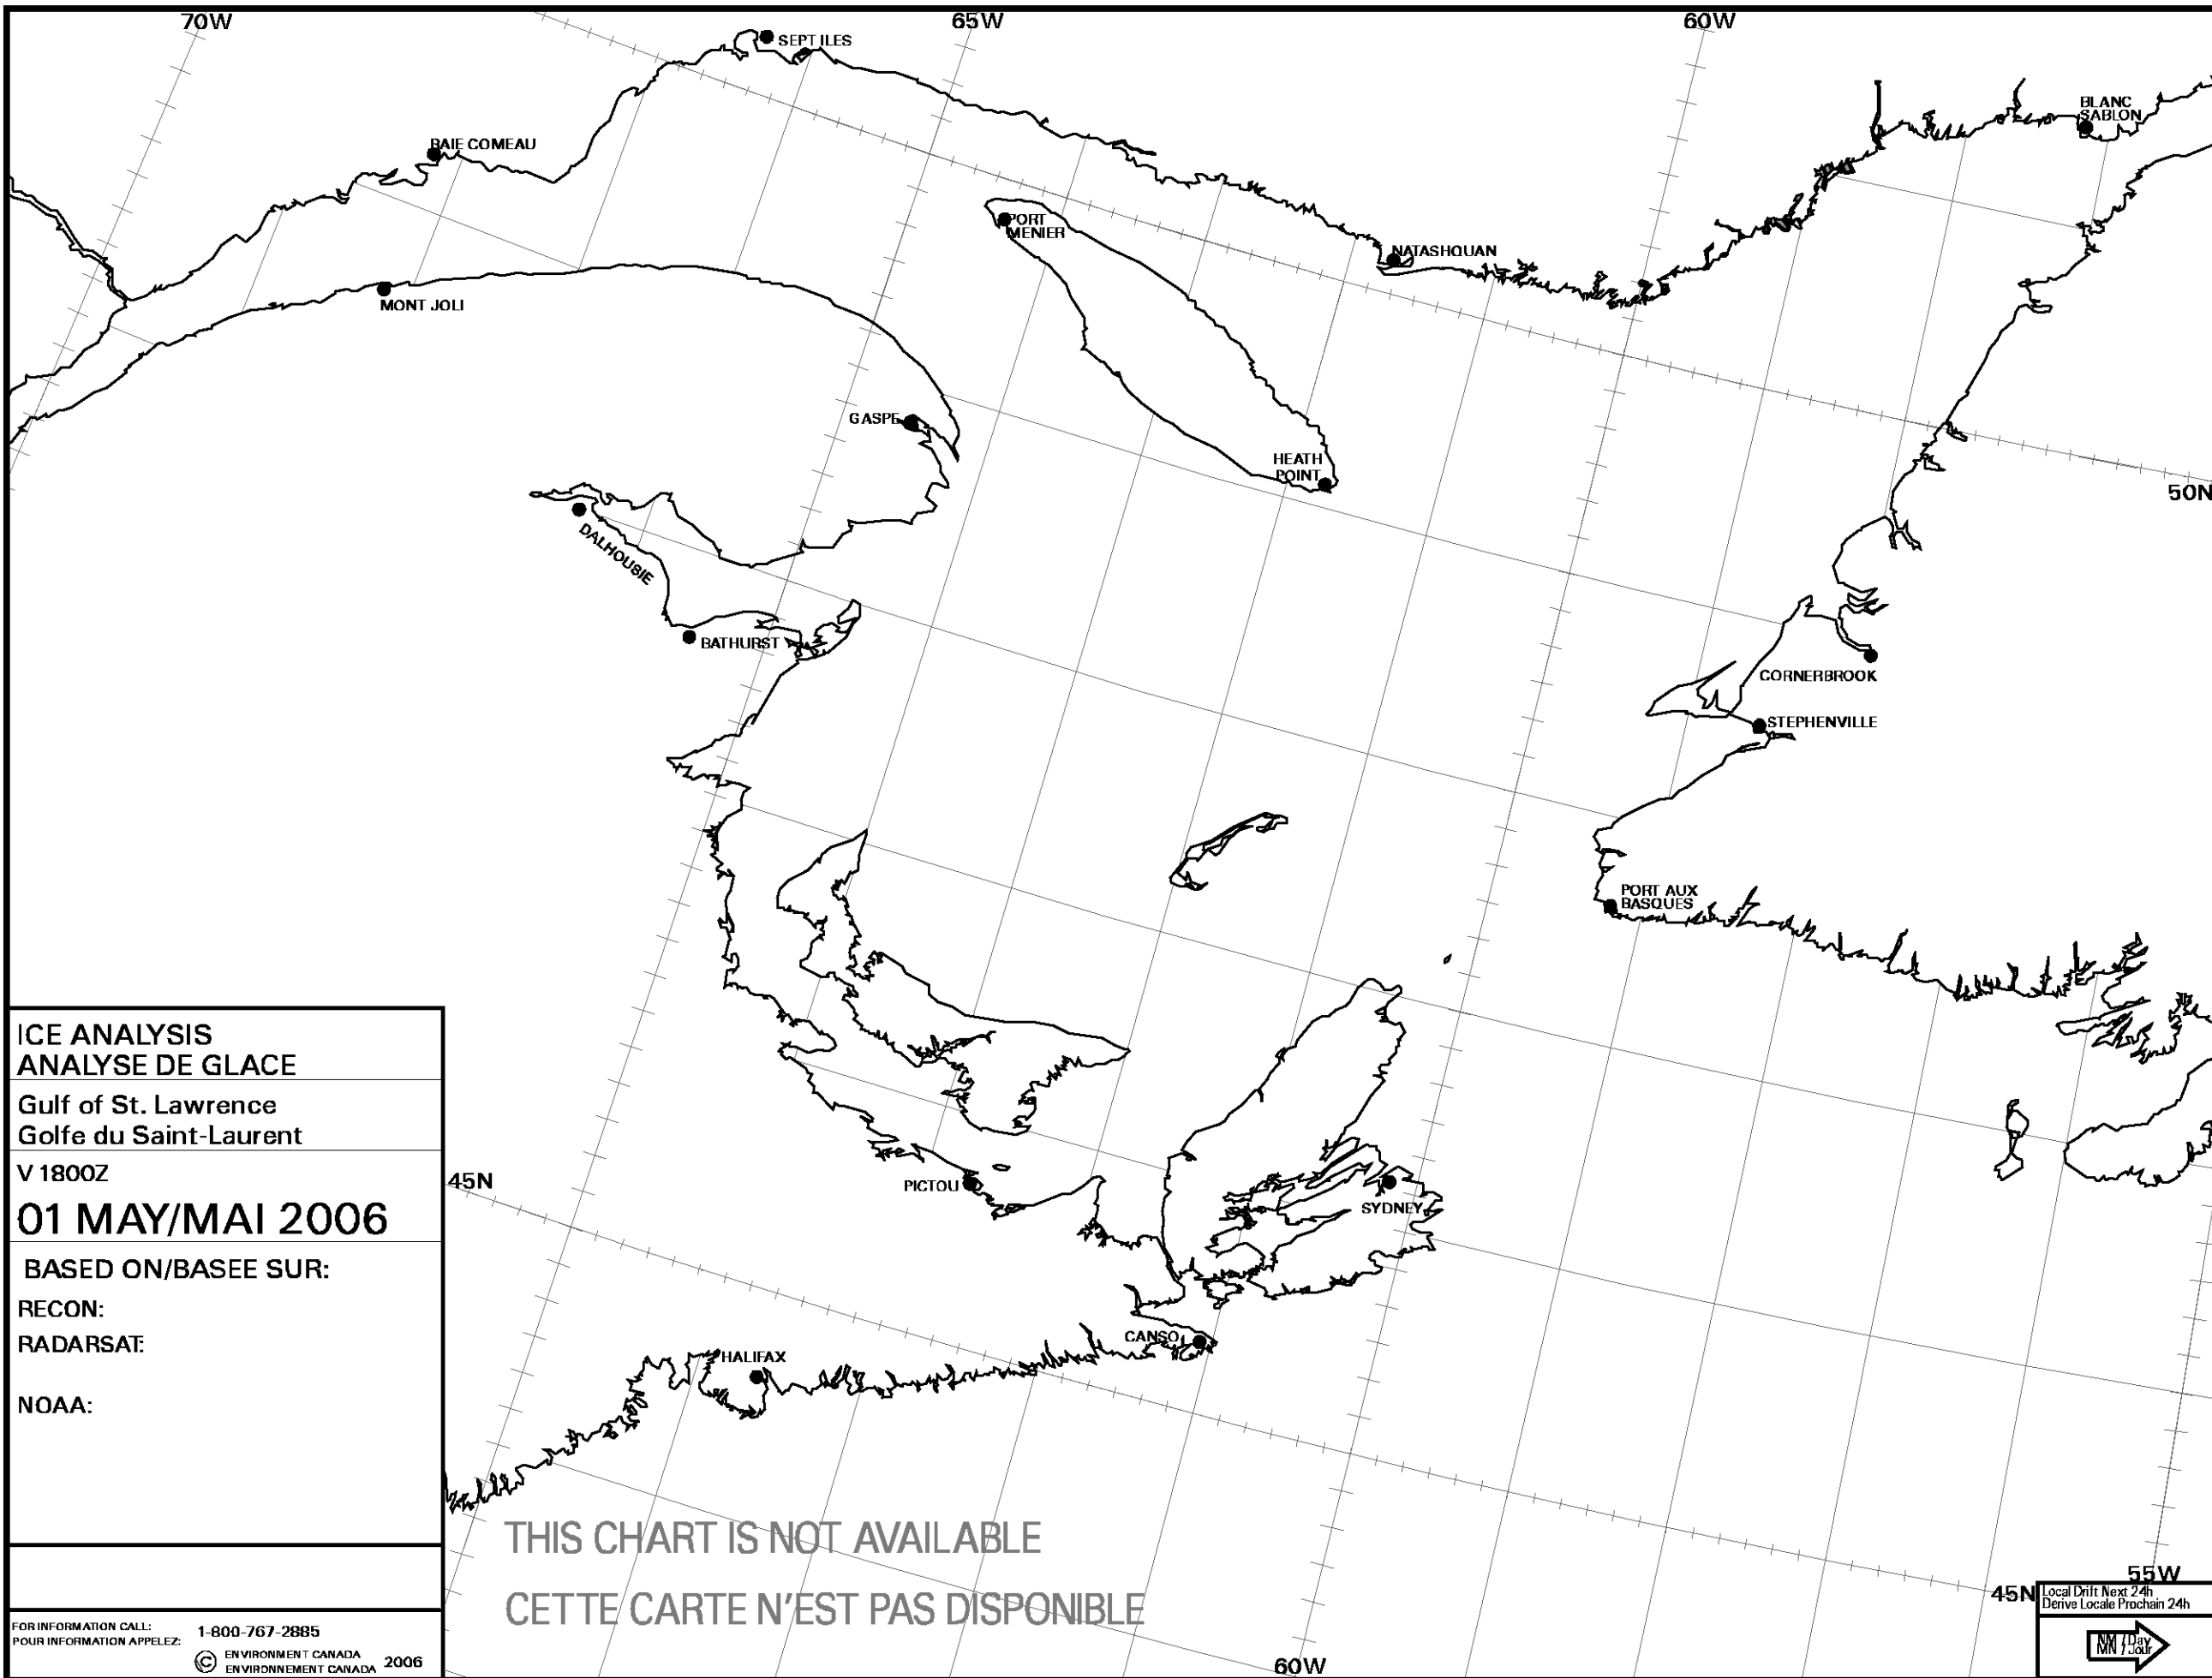 70W
65W
60W
SEPT ILES
BLANC
SABLON
BAIE COMEAU
PORT
MENIER
NATASHQUAN
MONT JOLI
GASPE
HEATH
POINT
50N
DALHOUSIE
BATHURST
CORNERBROOK
STEPHENVILLE
PORT AUX
BASQUES
ICE ANALYSIS
ANALYSE DE GLACE
Gulf of St. Lawrence
Golfe du Saint-Laurent
V 1800Z
01 MAY/MAI 2006
BASED ON/BASEE SUR:
RECON:
RADARSAT:
NOAA:
45N
PICTOU
SYDNEY
CANSO
HALIFAX
THIS CHART IS NOT AVAILABLE
CETTE CARTE N'EST PAS DISPONIBLE
FOR INFORMATION CALL:
POUR INFORMATION APPELEZ:
1-800-767-2885
© ENVIRONMENT CANADA
ENVIRONNEMENT CANADA 2006
60W
55W
45N
Local Drift Next 24h
Derive Locale Prochain 24h
NM / Day
MN / Jour